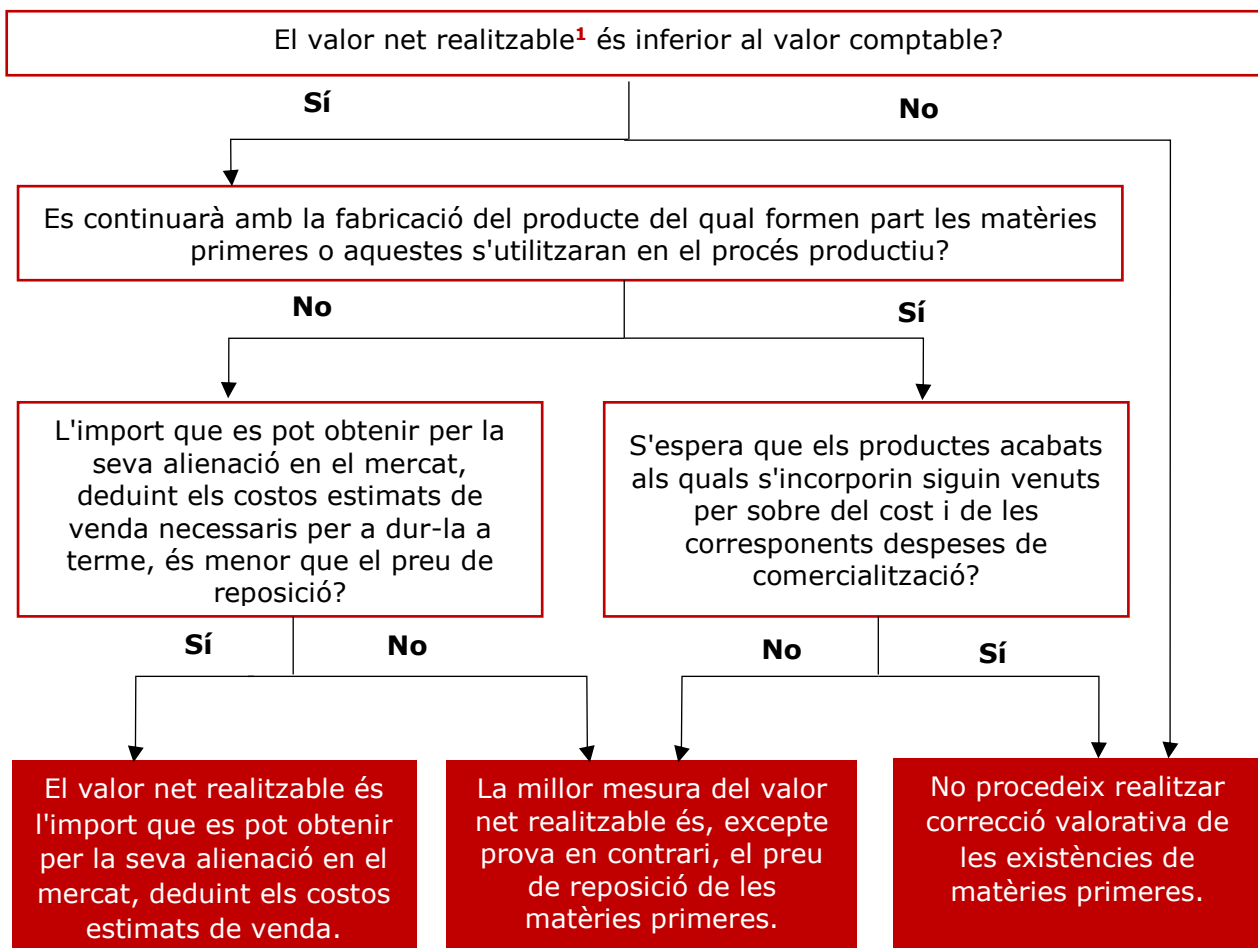 El valor net realitzable1 és inferior al valor comptable?
Sí
No
Es continuarà amb la fabricació del producte del qual formen part les matèries
primeres o aquestes s'utilitzaran en el procés productiu?
No
Sí
L'import que es pot obtenir per la
seva alienació en el mercat,
deduint els costos estimats de
venda necessaris per a dur-la a
terme, és menor que el preu de
reposició?
S'espera que els productes acabats
als quals s'incorporin siguin venuts
per sobre del cost i de les
corresponents despeses de
comercialització?
Sí
No
No
Sí
El valor net realitzable és
l'import que es pot obtenir
per la seva alienació en el
mercat, deduint els costos
estimats de venda.
La millor mesura del valor
net realitzable és, excepte
prova en contrari, el preu
de reposició de les
matèries primeres.
No procedeix realitzar
correcció valorativa de
les existències de
matèries primeres.